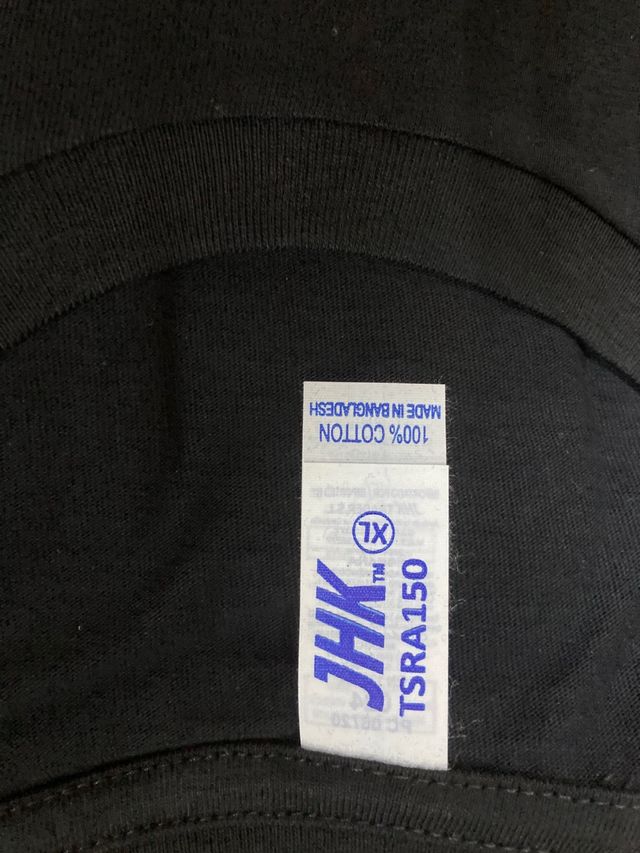 100% COTTON
MADE IN BANGLADESH
JHK™ XL
TSRA150